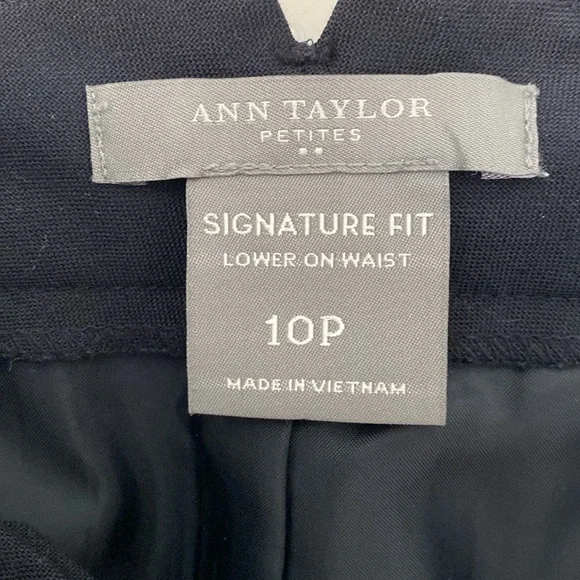 ANN TAYLOR
PETITES
SIGNATURE FIT
LOWER ON WAIST
10P
MADE IN VIETNAM